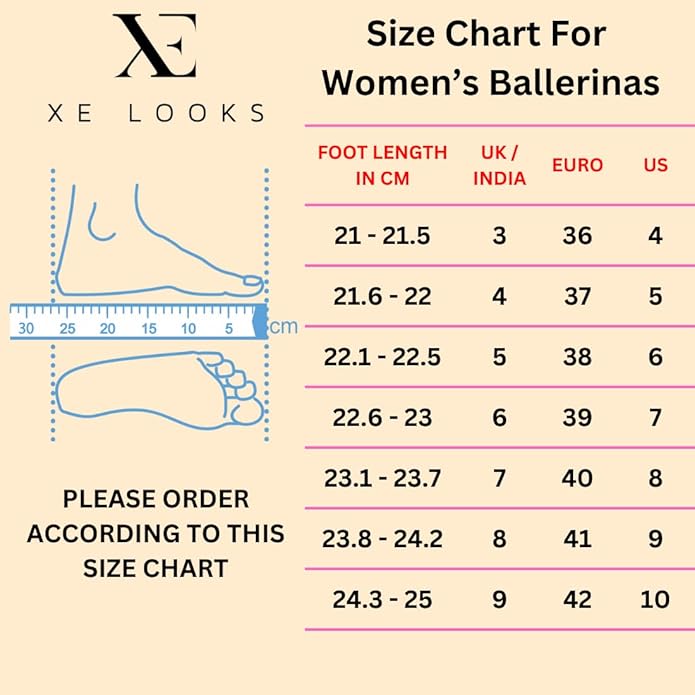 XE
XE LOOKS
Size Chart For
Women’s Ballerinas
FOOT LENGTH
IN CM
UK /
INDIA
EURO
US
21 - 21.5 3 36 4
21.6 - 22 4 37 5
22.1 - 22.5 5 38 6
22.6 - 23 6 39 7
23.1 - 23.7 7 40 8
23.8 - 24.2 8 41 9
24.3 - 25 9 42 10
30 25 20 15 10 5 cm
PLEASE ORDER
ACCORDING TO THIS
SIZE CHART